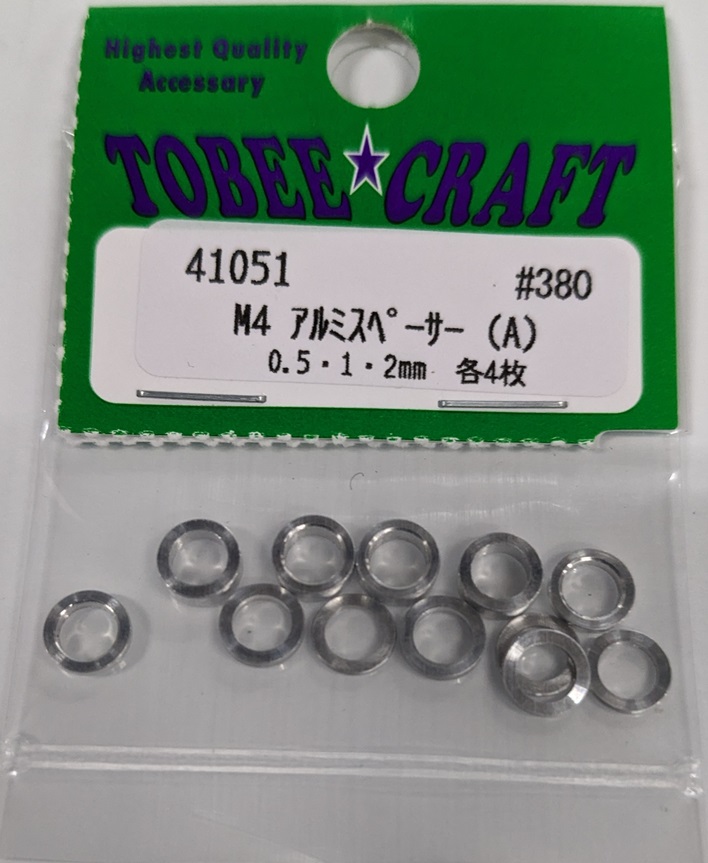 Highest Quality
Accessary
TOBEE★CRAFT
41051 #380
M4 ｱﾙﾐｽﾍﾟｰｻｰ (A)
0.5・1・2mm 各4枚